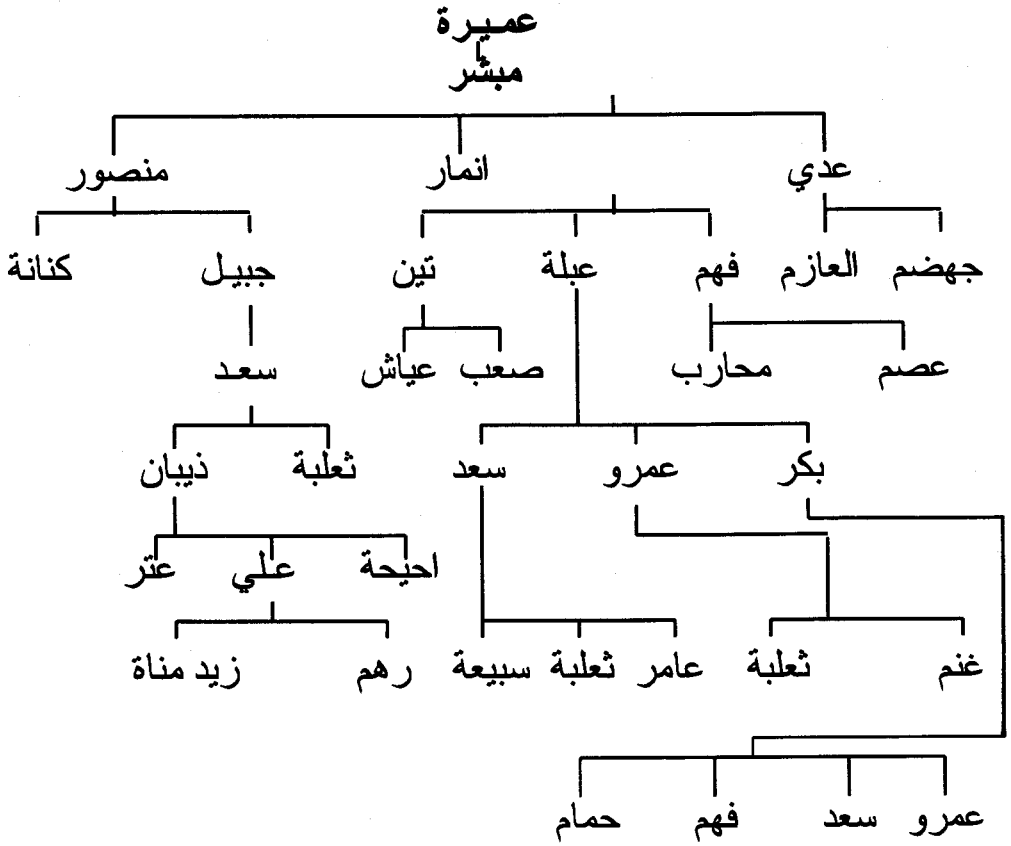 عميرة
مبشر
عدي انمار منصور
جهضم العازم فهم عبلة تين جبيل كنانة
عصم محارب صعب عياش سعد
بكر عمرو سعد ثعلبة ذيبان
احيحة علي عتر
غنم ثعلبة عامر ثعلبة سبيعة رهم زيد مناة
عمرو سعد فهم حمام